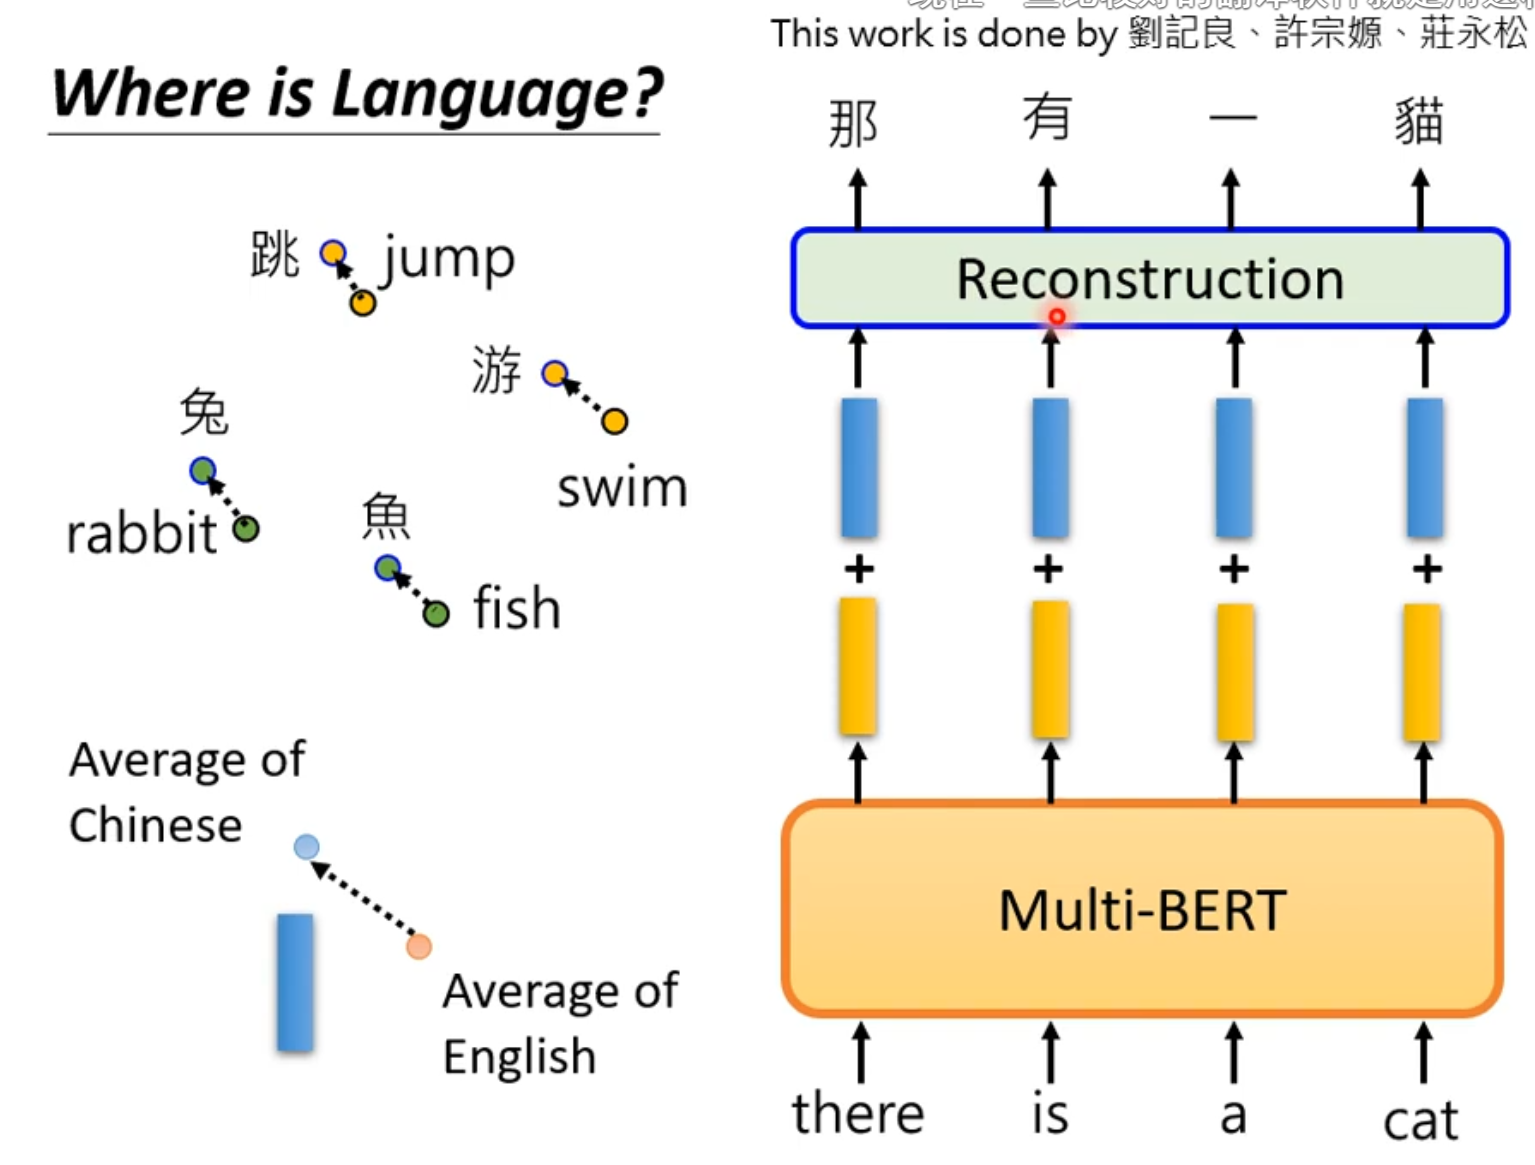 This work is done by 劉記良、許宗嫄、莊永松
Where is Language?
那 有 一 貓
跳 jump
Reconstruction
游
兔
swim
魚
rabbit
fish
+ + + +
Average of
Chinese
Multi-BERT
Average of
English
there is a cat